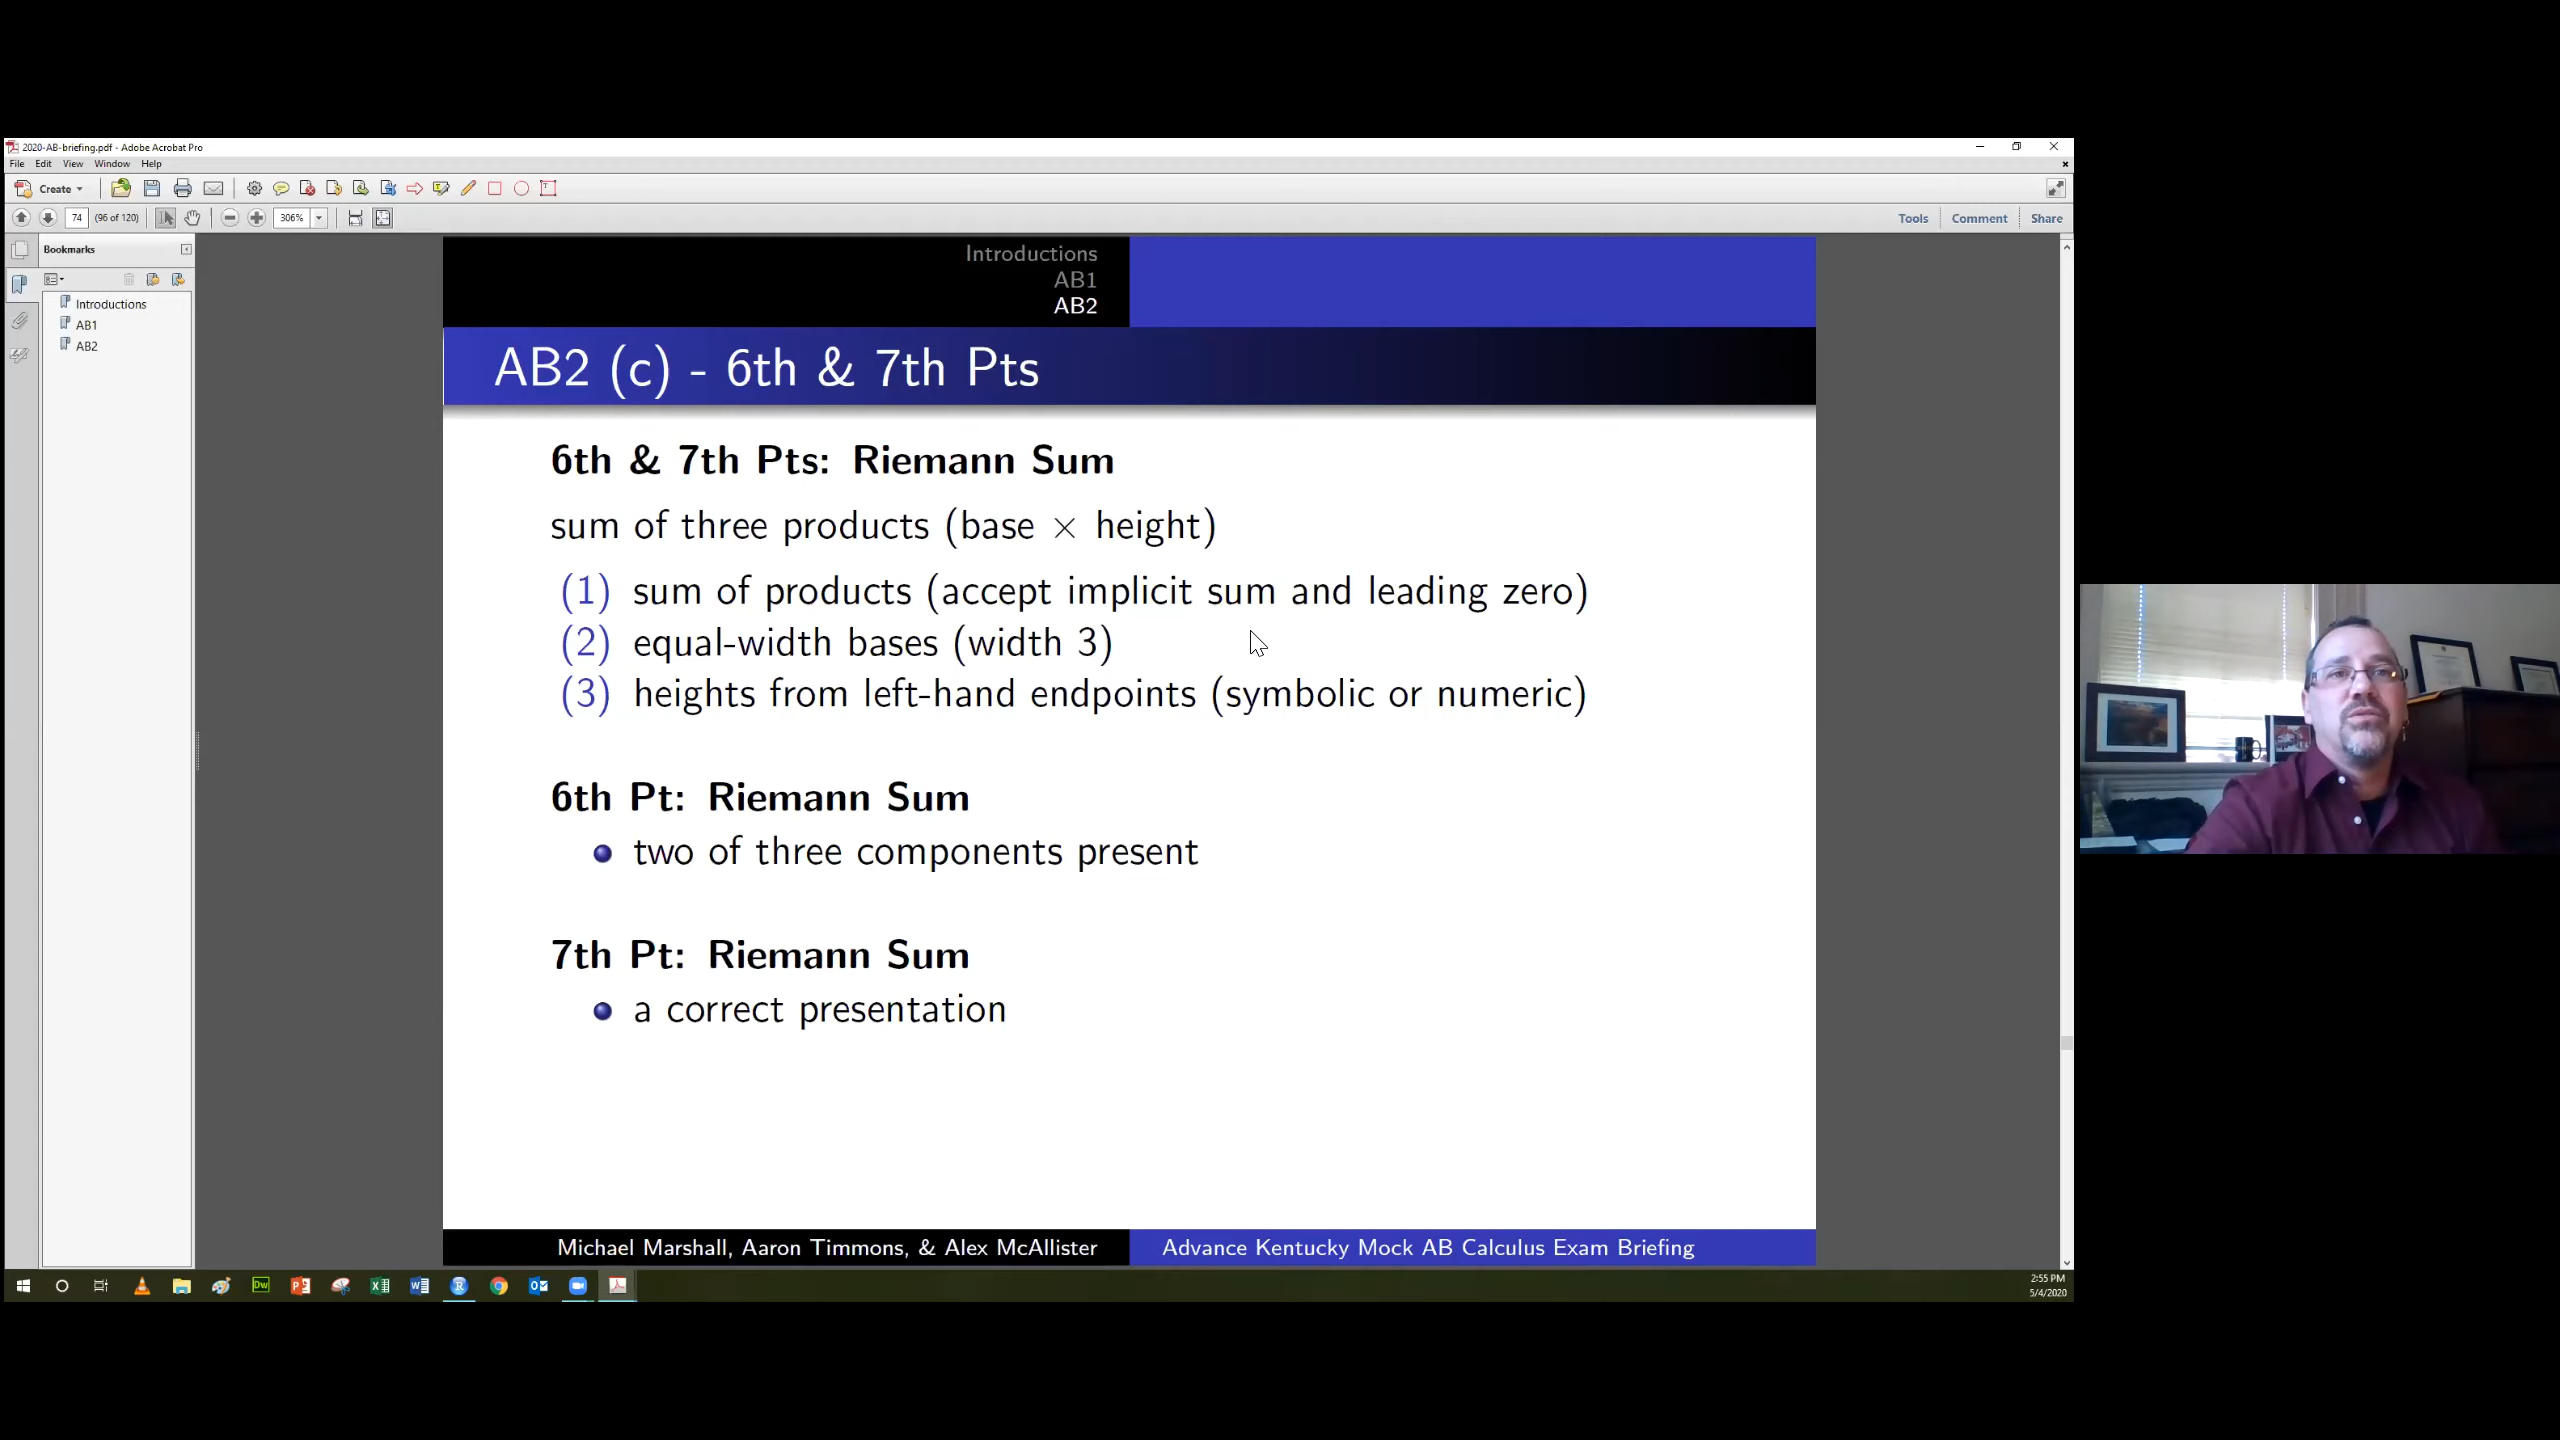 2020-AB-briefing.pdf - Adobe Acrobat Pro
File Edit View Window Help
Create
74 (96 of 120) 306% Tools Comment Share
Bookmarks
Introductions
AB1
AB2
Introductions
AB1
AB2
AB2 (c) - 6th & 7th Pts
6th & 7th Pts: Riemann Sum
sum of three products (base × height)
(1) sum of products (accept implicit sum and leading zero)
(2) equal-width bases (width 3)
(3) heights from left-hand endpoints (symbolic or numeric)
6th Pt: Riemann Sum
two of three components present
7th Pt: Riemann Sum
a correct presentation
Michael Marshall, Aaron Timmons, & Alex McAllister Advance Kentucky Mock AB Calculus Exam Briefing
2:55 PM
5/4/2020